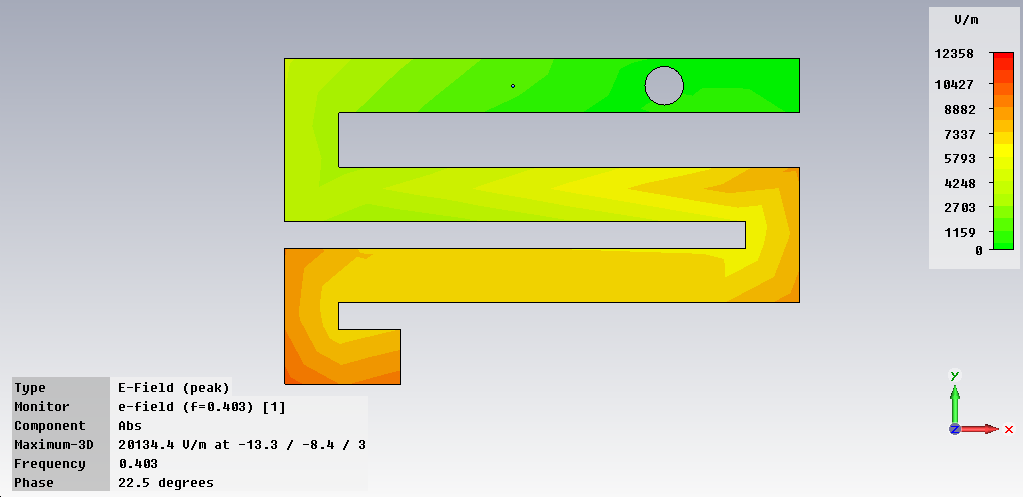 V/m
12358
10427
8882
7337
5793
4248
2703
1159
0
Type E-Field (peak)
Monitor e-field (f=0.403) [1]
Component Abs
Maximum-3D 20134.4 V/m at -13.3 / -8.4 / 3
Frequency 0.403
Phase 22.5 degrees
y
z x